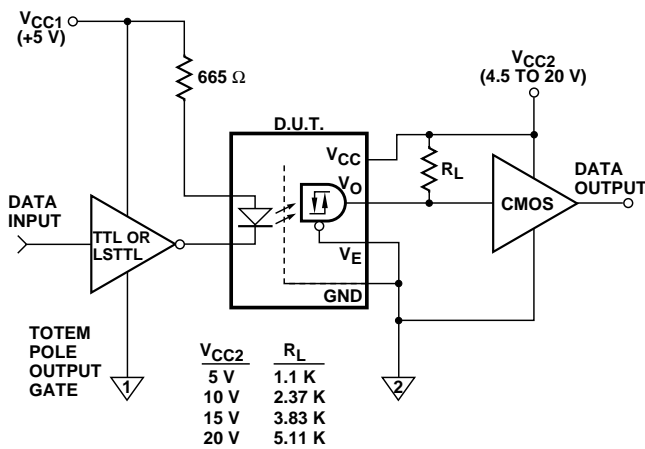 VCC1
(+5 V)
665 Ω
D.U.T.
VCC2
(4.5 TO 20 V)
VCC
RL
VO
DATA
INPUT
TTL OR
LSTTL
CMOS
DATA
OUTPUT
VE
GND
TOTEM
POLE
OUTPUT
GATE
1
2
VCC2 RL
5 V 1.1 K
10 V 2.37 K
15 V 3.83 K
20 V 5.11 K